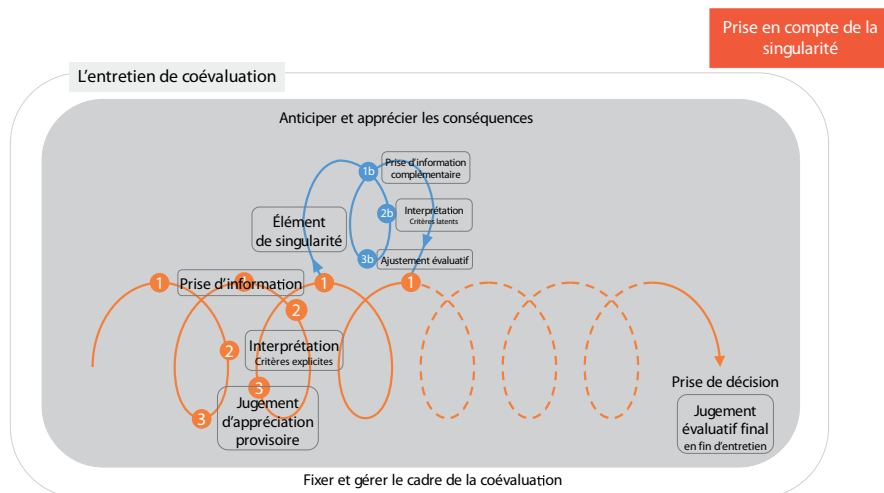 Prise en compte de la
singularité
L'entretien de coévaluation
Anticiper et apprécier les conséquences
1b
Prise d'information
complémentaire
2b
Interprétation
Critères latents
Élément
de singularité
3b
Ajustement évaluatif
1
Prise d'information
1
1
2
2
Interprétation
Critères explicites
3
3
Jugement
d'appréciation
provisoire
Prise de décision
Jugement
évaluatif final
en fin d'entretien
Fixer et gérer le cadre de la coévaluation